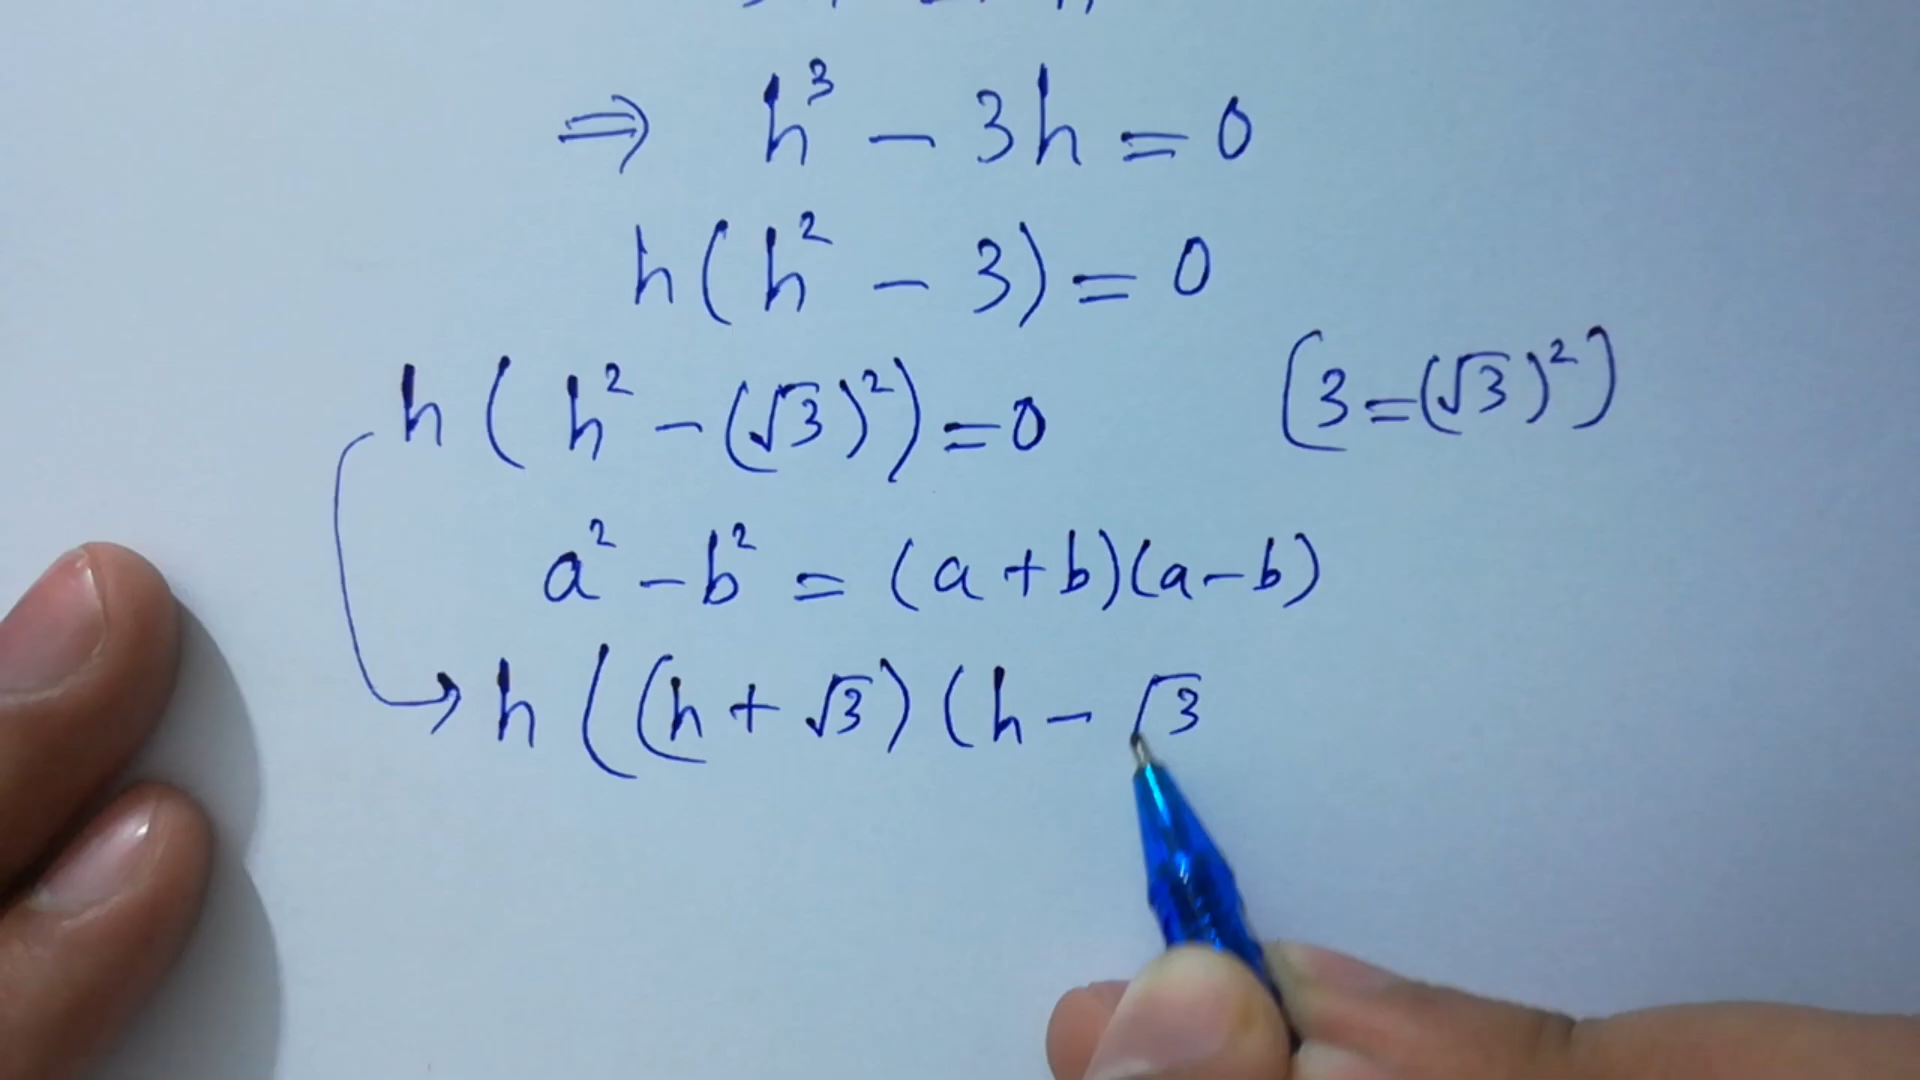 ⇒ h³ - 3h = 0
h(h² - 3) = 0
h(h² - (√3)²) = 0 (3 = (√3)²)
a² - b² = (a + b)(a - b)
→ h((h + √3)(h - √3